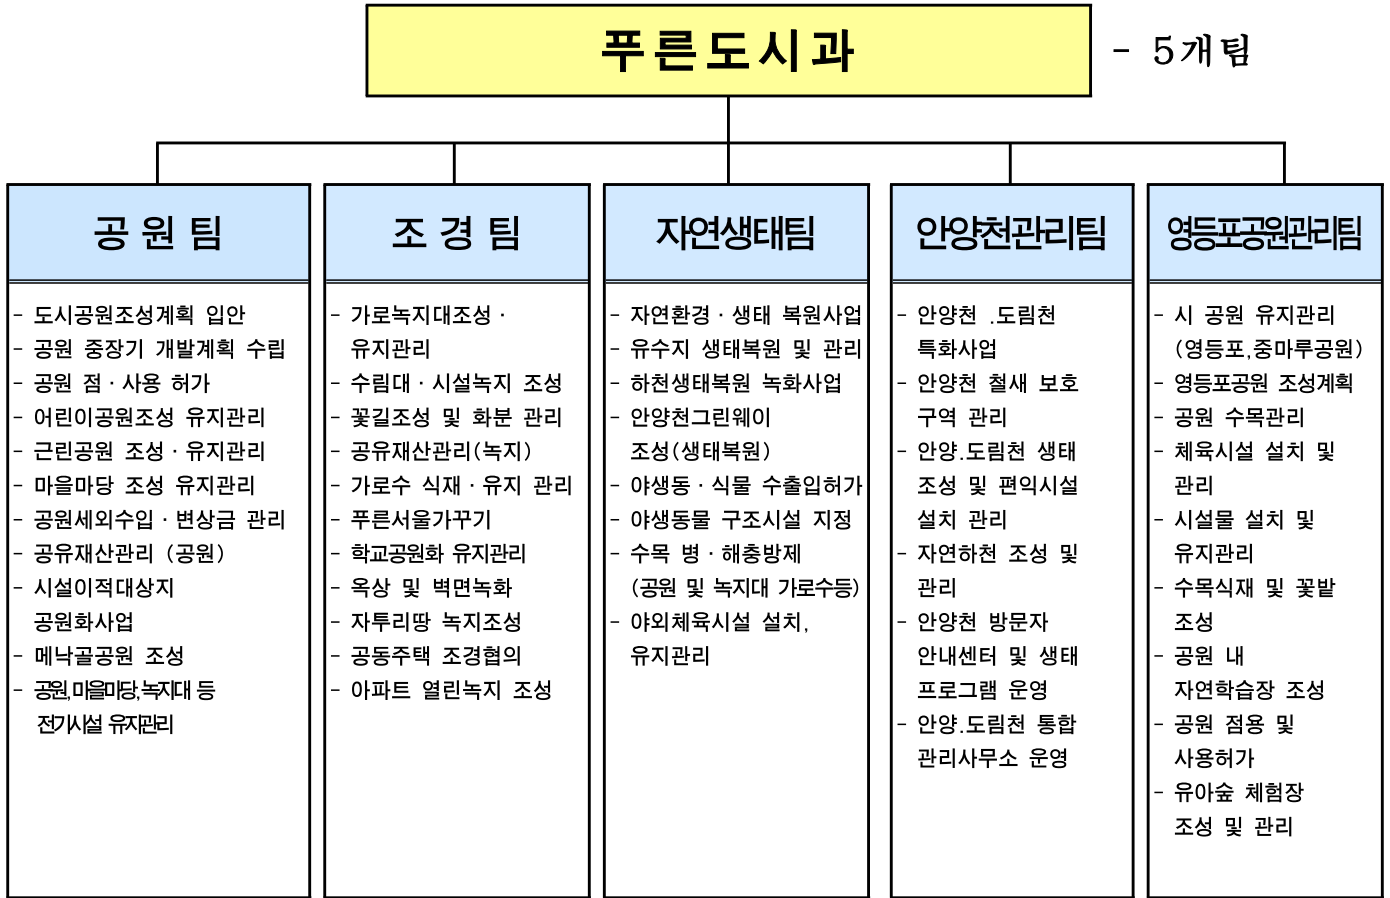 푸른도시과
- 5개팀
공 원 팀
- 도시공원조성계획 입안
- 공원 중장기 개발계획 수립
- 공원 점 · 사용 허가
- 어린이공원조성 유지관리
- 근린공원 조성 · 유지관리
- 마을마당 조성 유지관리
- 공원세외수입 · 변상금 관리
- 공유재산관리 (공원)
- 시설이적대상지
공원화사업
- 메낙골공원 조성
- 공원,마을마당,녹지대 등
전기시설 유지관리
조 경 팀
- 가로녹지대조성 ·
유지관리
- 수림대 · 시설녹지 조성
- 꽃길조성 및 화분 관리
- 공유재산관리(녹지)
- 가로수 식재 · 유지 관리
- 푸른서울가꾸기
- 학교공원화 유지관리
- 옥상 및 벽면녹화
- 자투리땅 녹지조성
- 공동주택 조경협의
- 아파트 열린녹지 조성
자연생태팀
- 자연환경 · 생태 복원사업
- 유수지 생태복원 및 관리
- 하천생태복원 녹화사업
- 안양천그린웨이
조성(생태복원)
- 야생동 · 식물 수출입허가
- 야생동물 구조시설 지정
- 수목 병 · 해충방제
(공원 및 녹지대 가로수등)
- 야외체육시설 설치,
유지관리
안양천관리팀
- 안양천 .도림천
특화사업
- 안양천 철새 보호
구역 관리
- 안양.도림천 생태
조성 및 편익시설
설치 관리
- 자연하천 조성 및
관리
- 안양천 방문자
안내센터 및 생태
프로그램 운영
- 안양.도림천 통합
관리사무소 운영
영등포공원관리팀
- 시 공원 유지관리
(영등포,중마루공원)
- 영등포공원 조성계획
- 공원 수목관리
- 체육시설 설치 및
관리
- 시설물 설치 및
유지관리
- 수목식재 및 꽃밭
조성
- 공원 내
자연학습장 조성
- 공원 점용 및
사용허가
- 유아숲 체험장
조성 및 관리